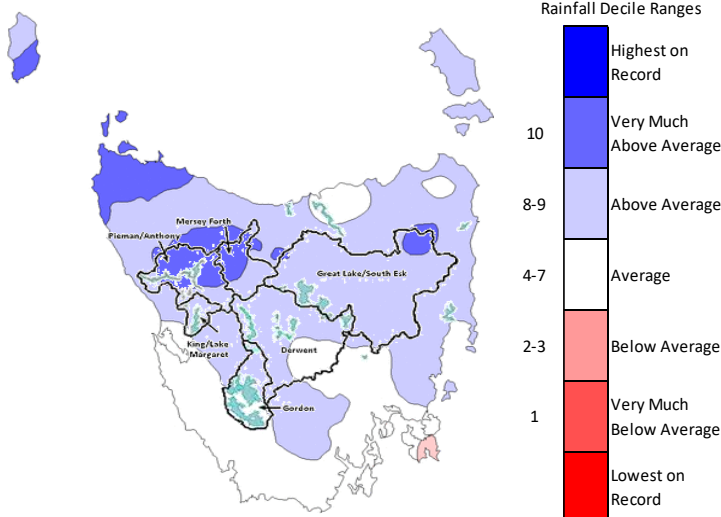 Rainfall Decile Ranges
Highest on
Record
10
Very Much
Above Average
8-9
Above Average
4-7
Average
2-3
Below Average
1
Very Much
Below Average
Lowest on
Record
Mersey Forth
Pieman/Anthony
Great Lake/South Esk
King/Lake
Margaret
Derwent
Gordon